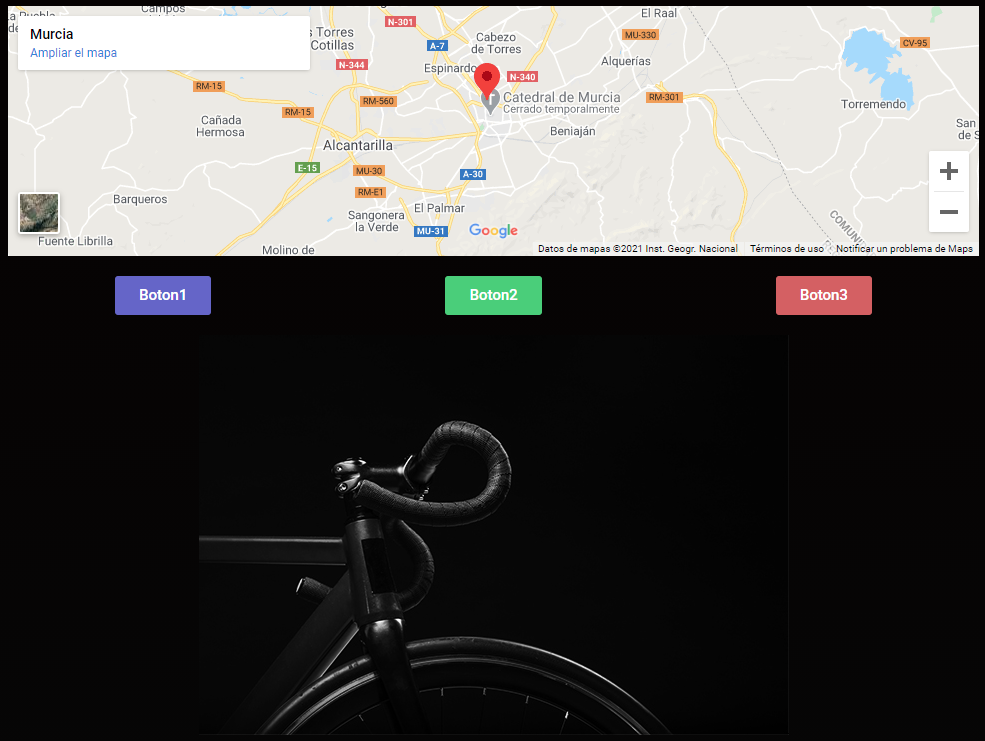 Campos
El Raal
Murcia
Ampliar el mapa
N-301
Torres
Cotillas
A-7
Cabezo
de Torres
MU-330
CV-95
N-344
Espinardo
N-340
Alquerías
RM-15
RM-560
Catedral de Murcia
Cerrado temporalmente
RM-301
Torremendo
RM-15
Cañada
Hermosa
Beniaján
San
de
Alcantarilla
E-15
MU-30
A-30
RM-E1
Barqueros
El Palmar
Sangonera
la Verde
MU-31
Google
Fuente Librilla
Molino de
Datos de mapas ©2021 Inst. Geogr. Nacional
Términos de uso
Notificar un problema de Maps
Boton1
Boton2
Boton3